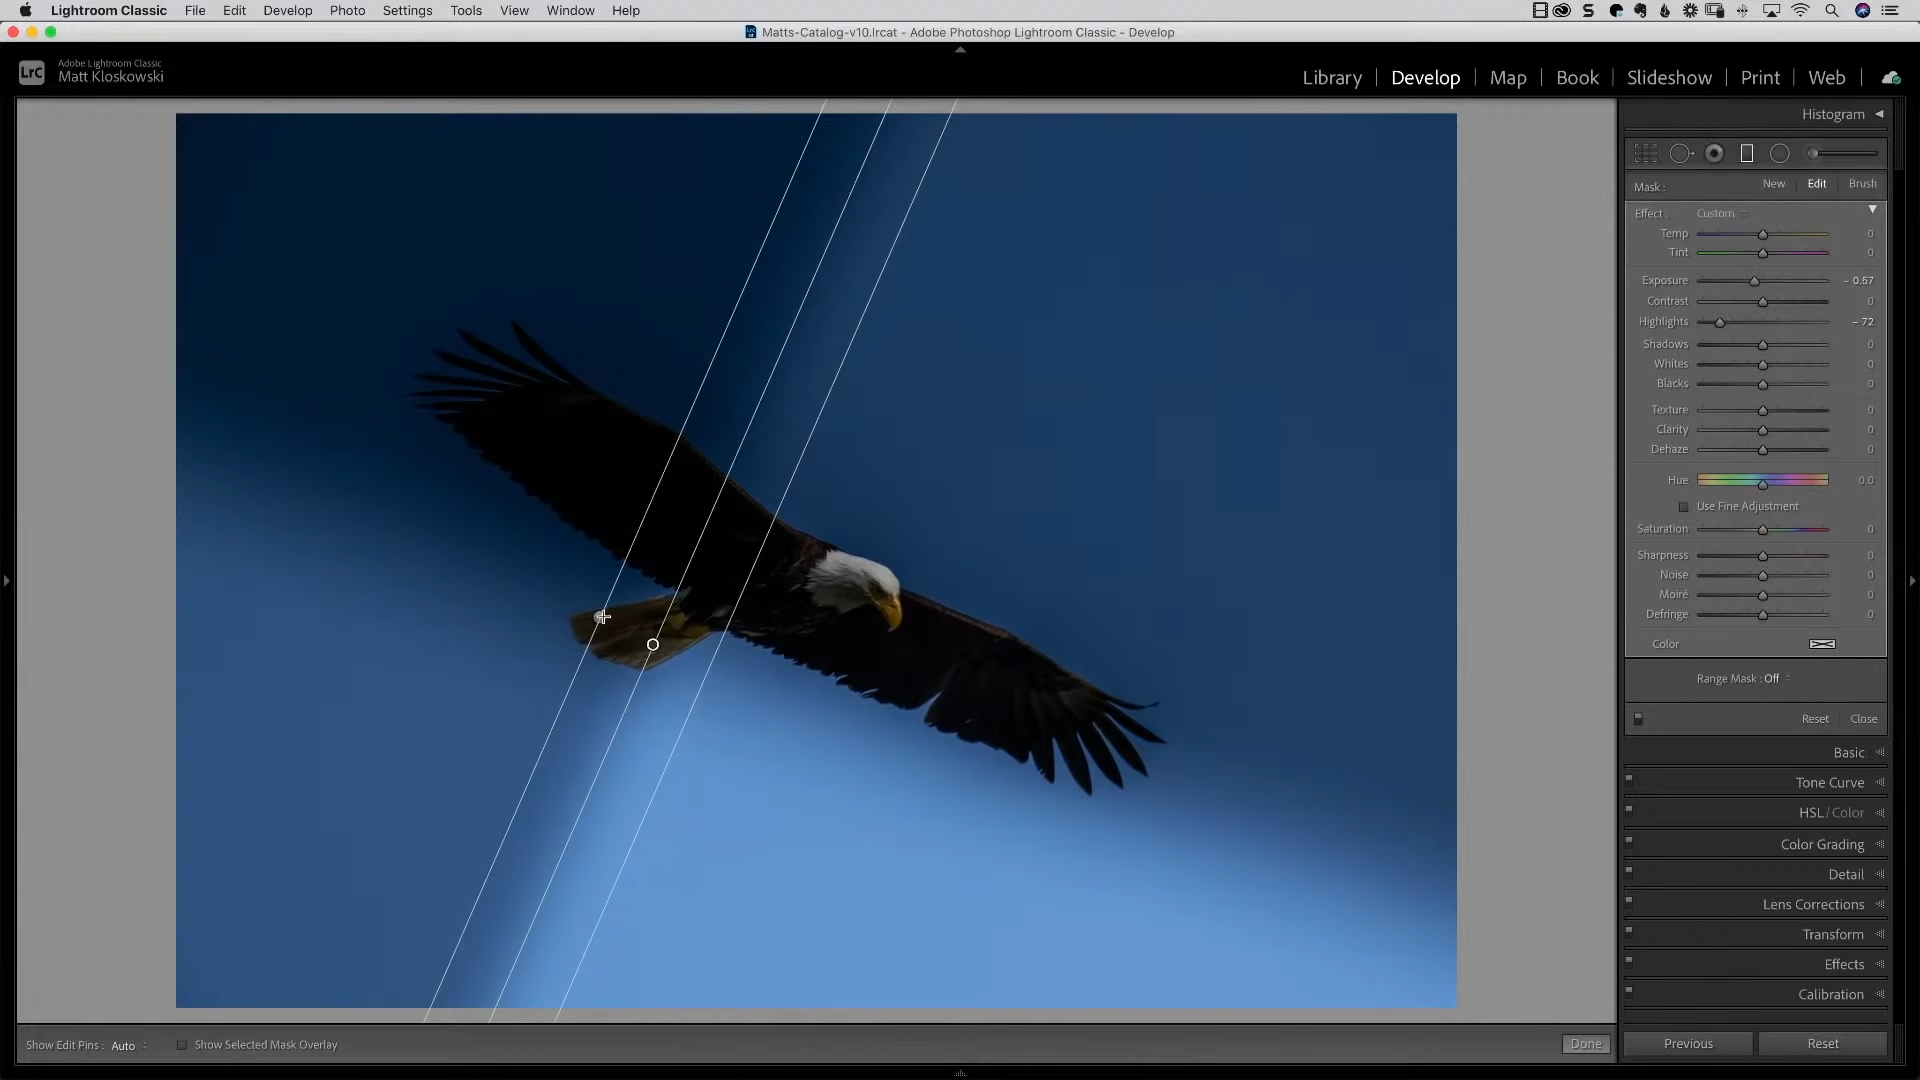 Lightroom Classic File Edit Develop Photo Settings Tools View Window Help
Matts-Catalog-v10.lrcat - Adobe Photoshop Lightroom Classic - Develop
LrC
Adobe Lightroom Classic
Matt Kloskowski
Library | Develop | Map | Book | Slideshow | Print | Web
Histogram
Mask : New Edit Brush
Effect : Custom
Temp 0
Tint 0
Exposure - 0.57
Contrast 0
Highlights - 72
Shadows 0
Whites 0
Blacks 0
Texture 0
Clarity 0
Dehaze 0
Hue 0.0
Use Fine Adjustment
Saturation 0
Sharpness 0
Noise 0
Moiré 0
Defringe 0
Color
Range Mask : Off
Reset Close
Basic
Tone Curve
HSL / Color
Color Grading
Detail
Lens Corrections
Transform
Effects
Calibration
Show Edit Pins : Auto Show Selected Mask Overlay Done
Previous Reset